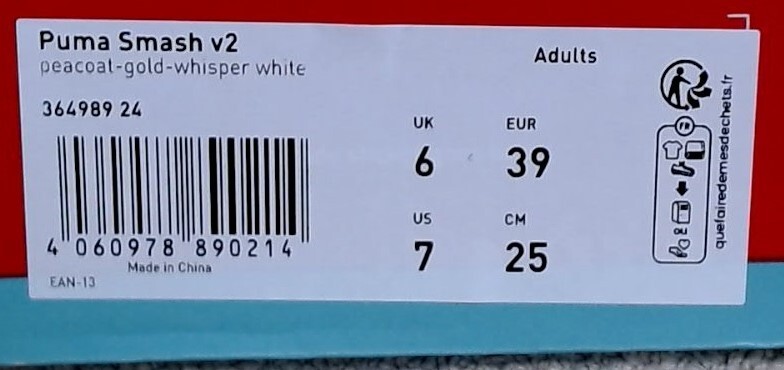 Puma Smash v2
peacoat-gold-whisper white
Adults
364989 24
UK
EUR
6
39
US
CM
7
25
4 060978 890214
Made in China
EAN-13
FR
quefairedemesdechets.fr